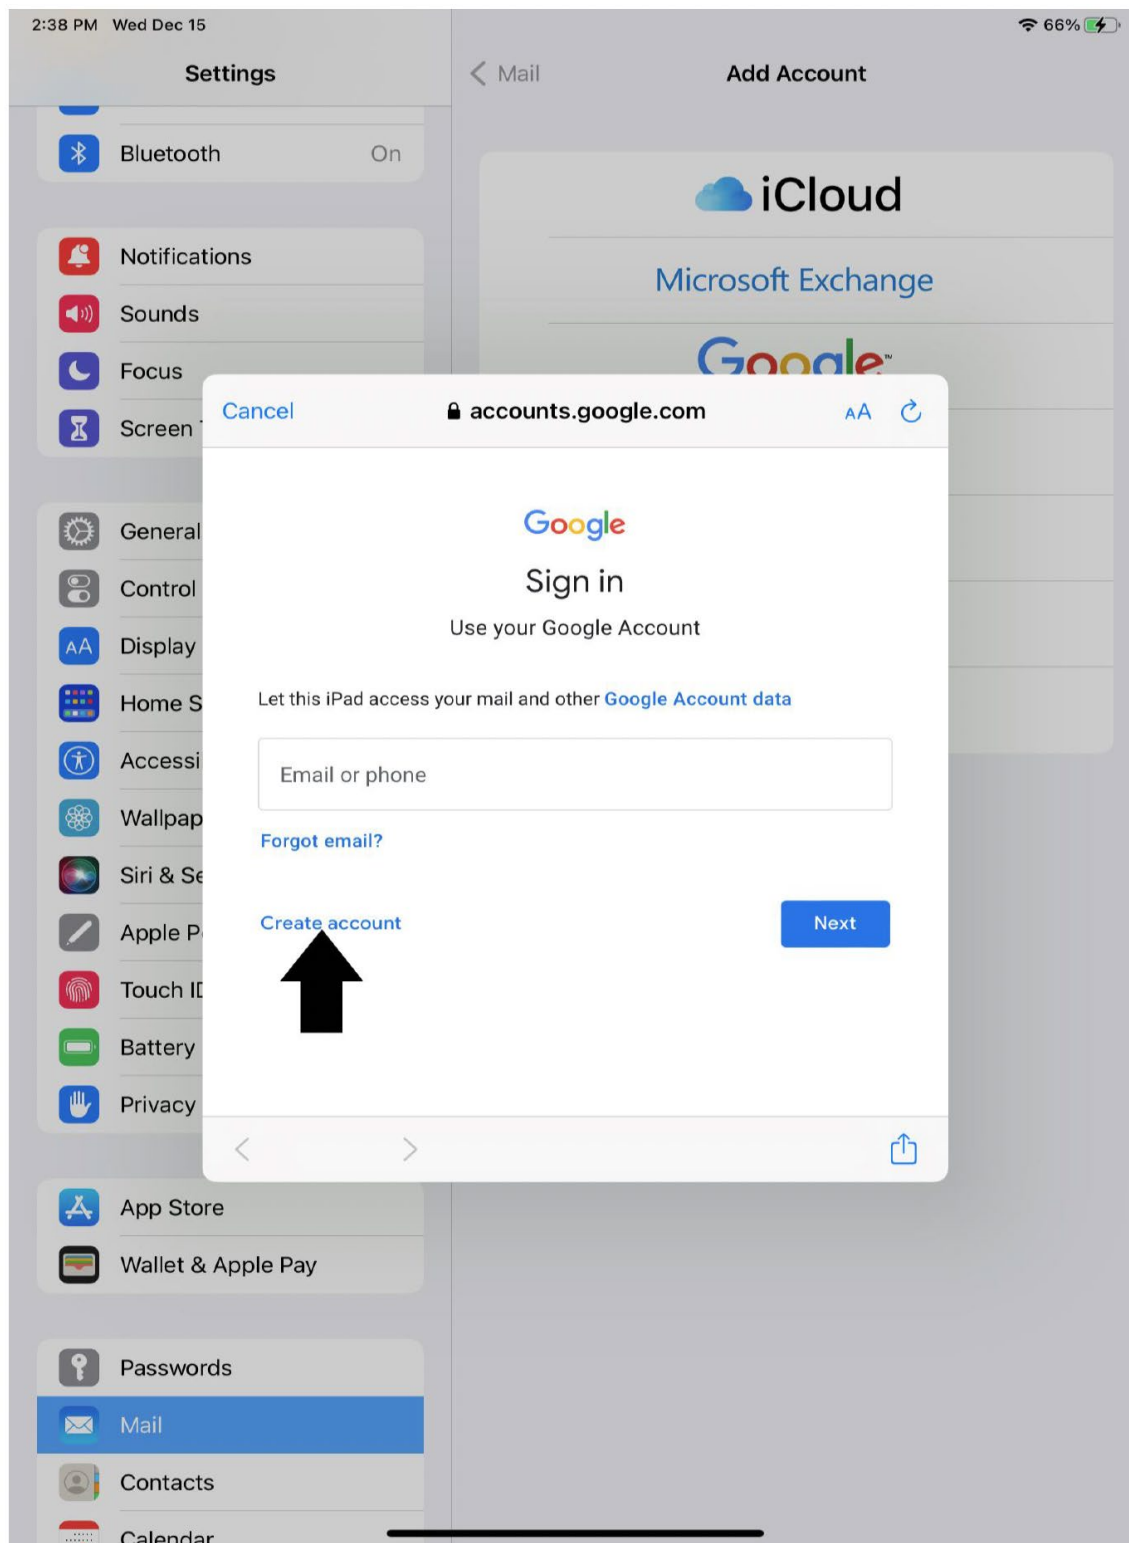 2:38 PM Wed Dec 15
66%
Settings
Bluetooth On
Notifications
Sounds
Focus
Screen
General
Control
Display
Home S
Accessi
Wallpap
Siri & Se
Apple P
Touch ID
Battery
Privacy
App Store
Wallet & Apple Pay
Passwords
Mail
Contacts
Calendar
Mail
Add Account
iCloud
Microsoft Exchange
Google™
Cancel
accounts.google.com
AA
Google
Sign in
Use your Google Account
Let this iPad access your mail and other Google Account data
Email or phone
Forgot email?
Create account
Next